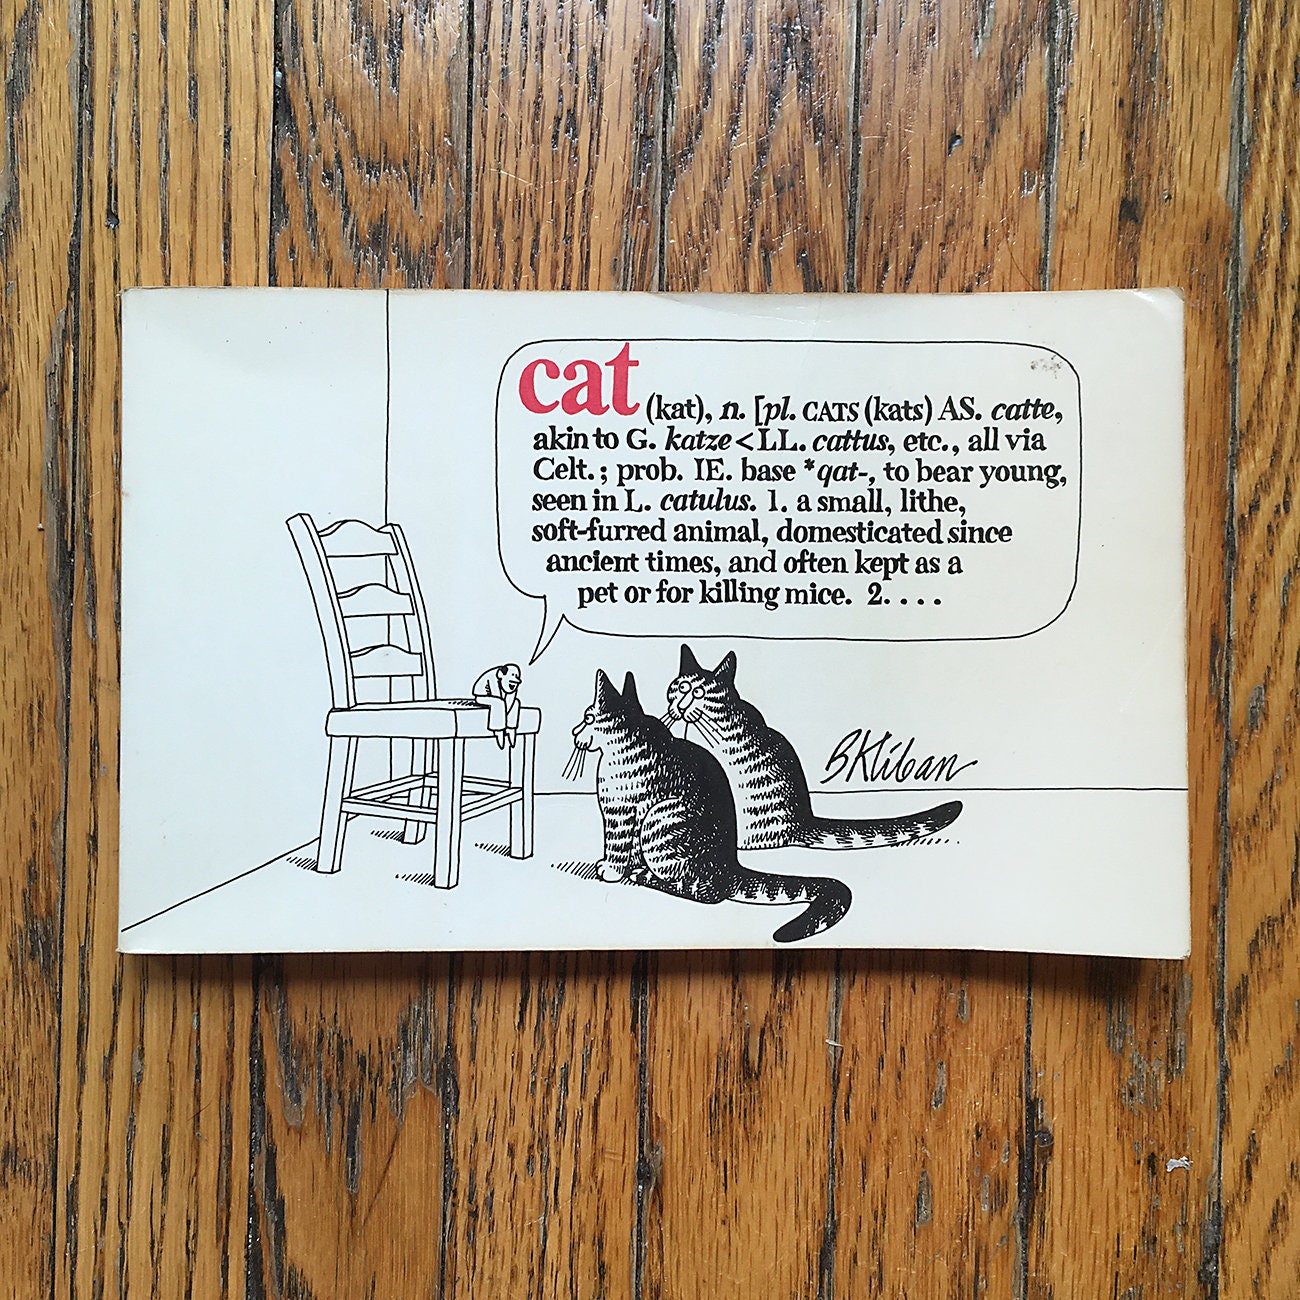 cat (kat), n. [pl. CATS (kats) AS. catte,
akin to G. katze < LL. cattus, etc., all via
Celt. ; prob. IE. base *qat-, to bear young,
seen in L. catulus. 1. a small, lithe,
soft-furred animal, domesticated since
ancient times, and often kept as a
pet or for killing mice. 2. . . .
B Kliban